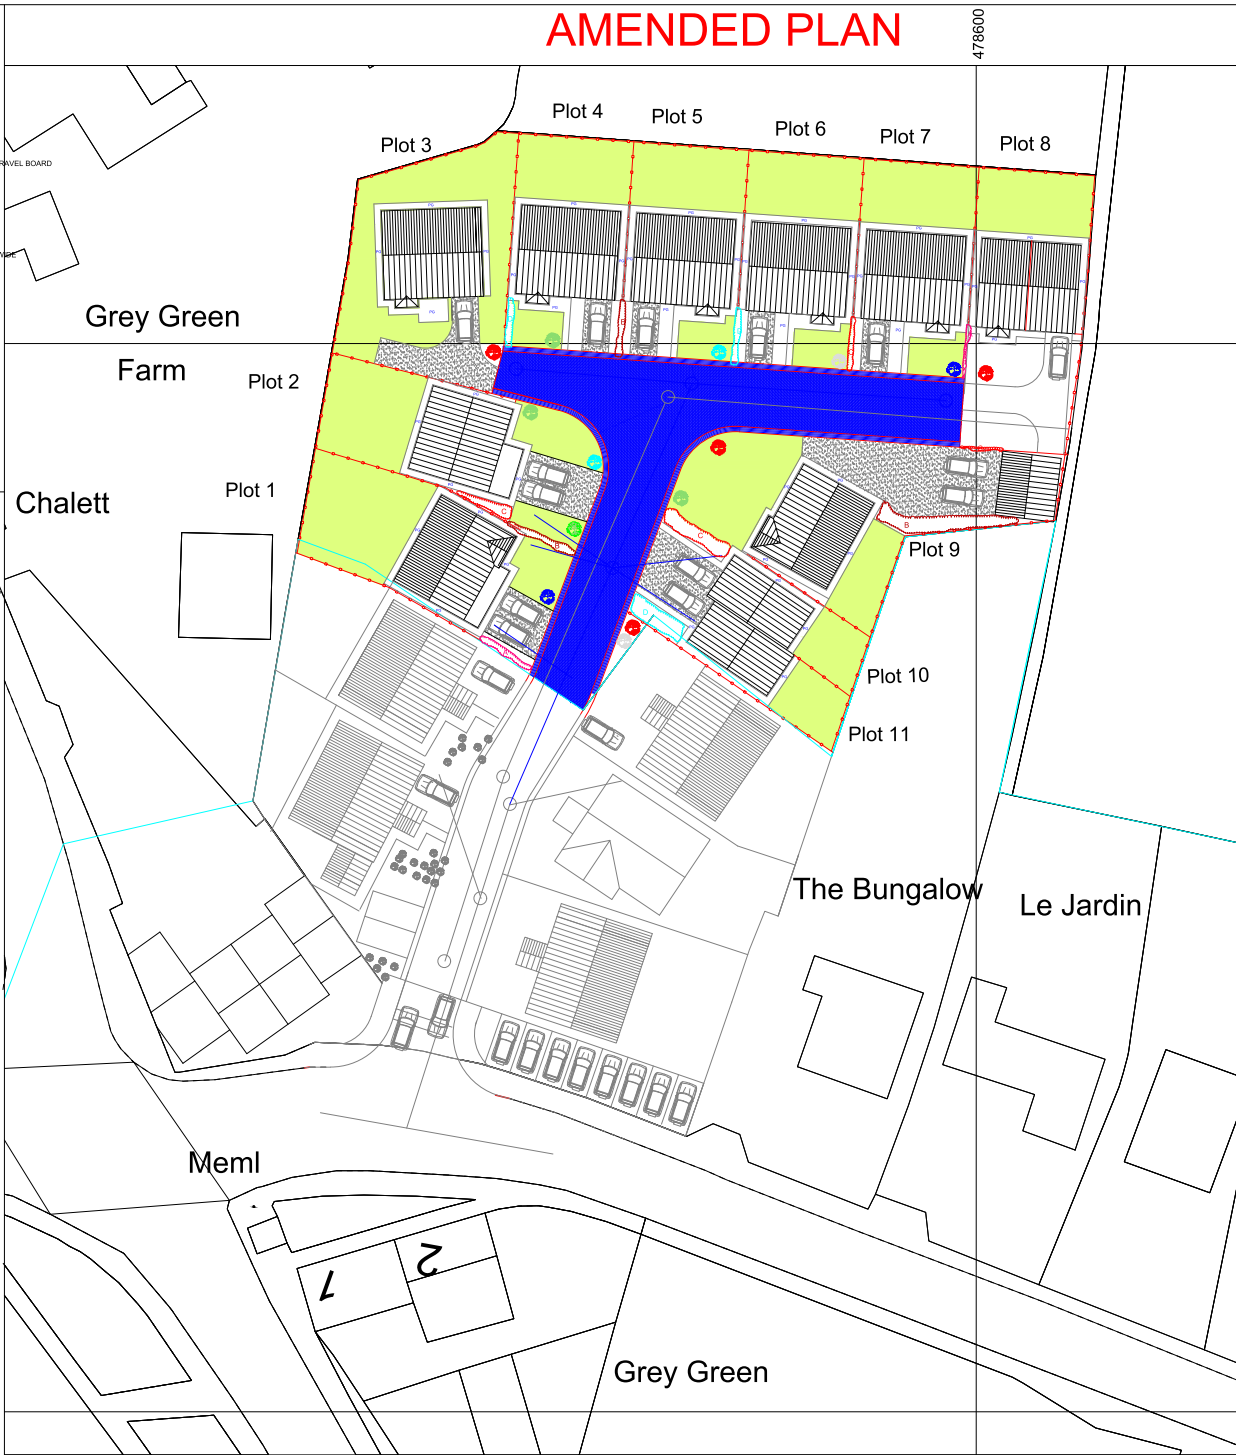 AMENDED PLAN
478600
Plot 4
Plot 5
Plot 6
Plot 7
Plot 8
Plot 3
RAVEL BOARD
Grey Green
Farm
Plot 2
Plot 1
Chalett
B
C
B
C
B
Plot 9
Plot 10
Plot 11
The Bungalow
Le Jardin
Meml
1
2
Grey Green